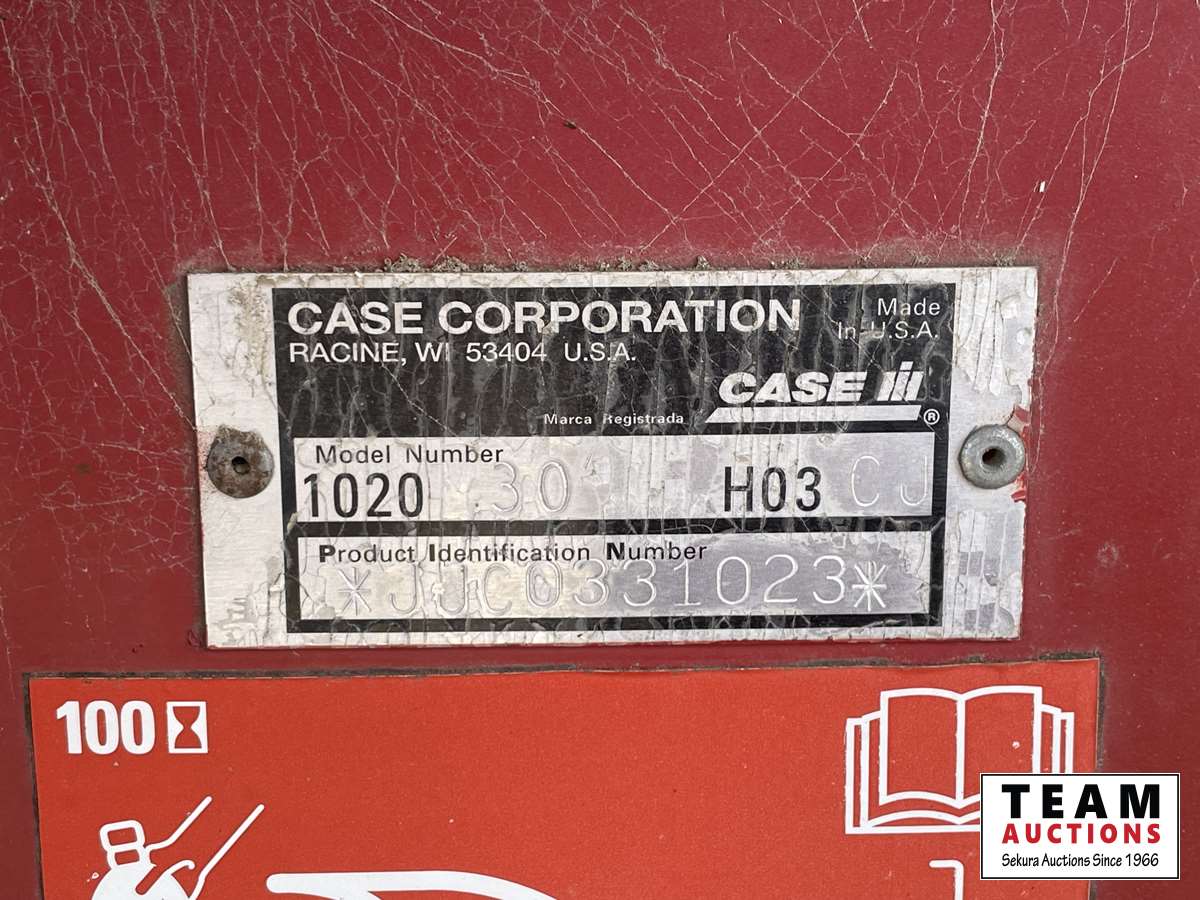 CASE CORPORATION
Made
In U.S.A.
RACINE, WI 53404 U.S.A.
CASE III
Marca Registrada ®
Model Number
1020 30' H03 CJ
Product Identification Number
*JJC0331023*
100
TEAM
AUCTIONS
Sekura Auctions Since 1966